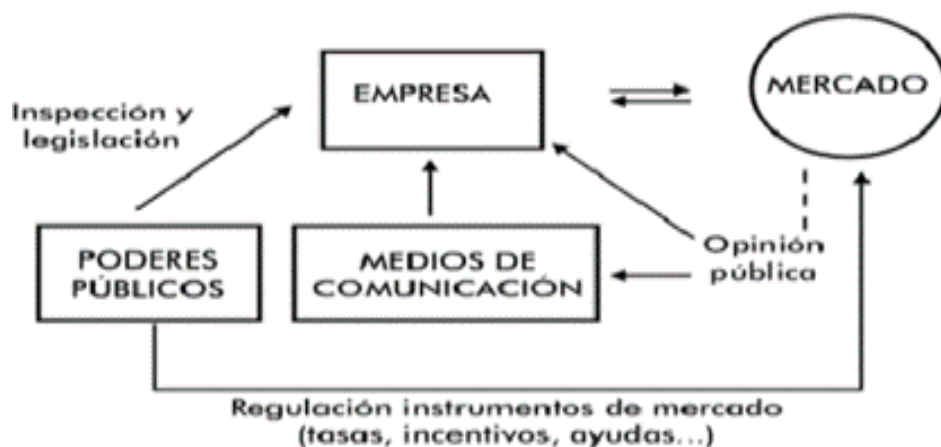 EMPRESA
MERCADO
Inspección y
legislación
PODERES
PÚBLICOS
MEDIOS DE
COMUNICACIÓN
Opinión
pública
Regulación instrumentos de mercado
(tasas, incentivos, ayudas...)